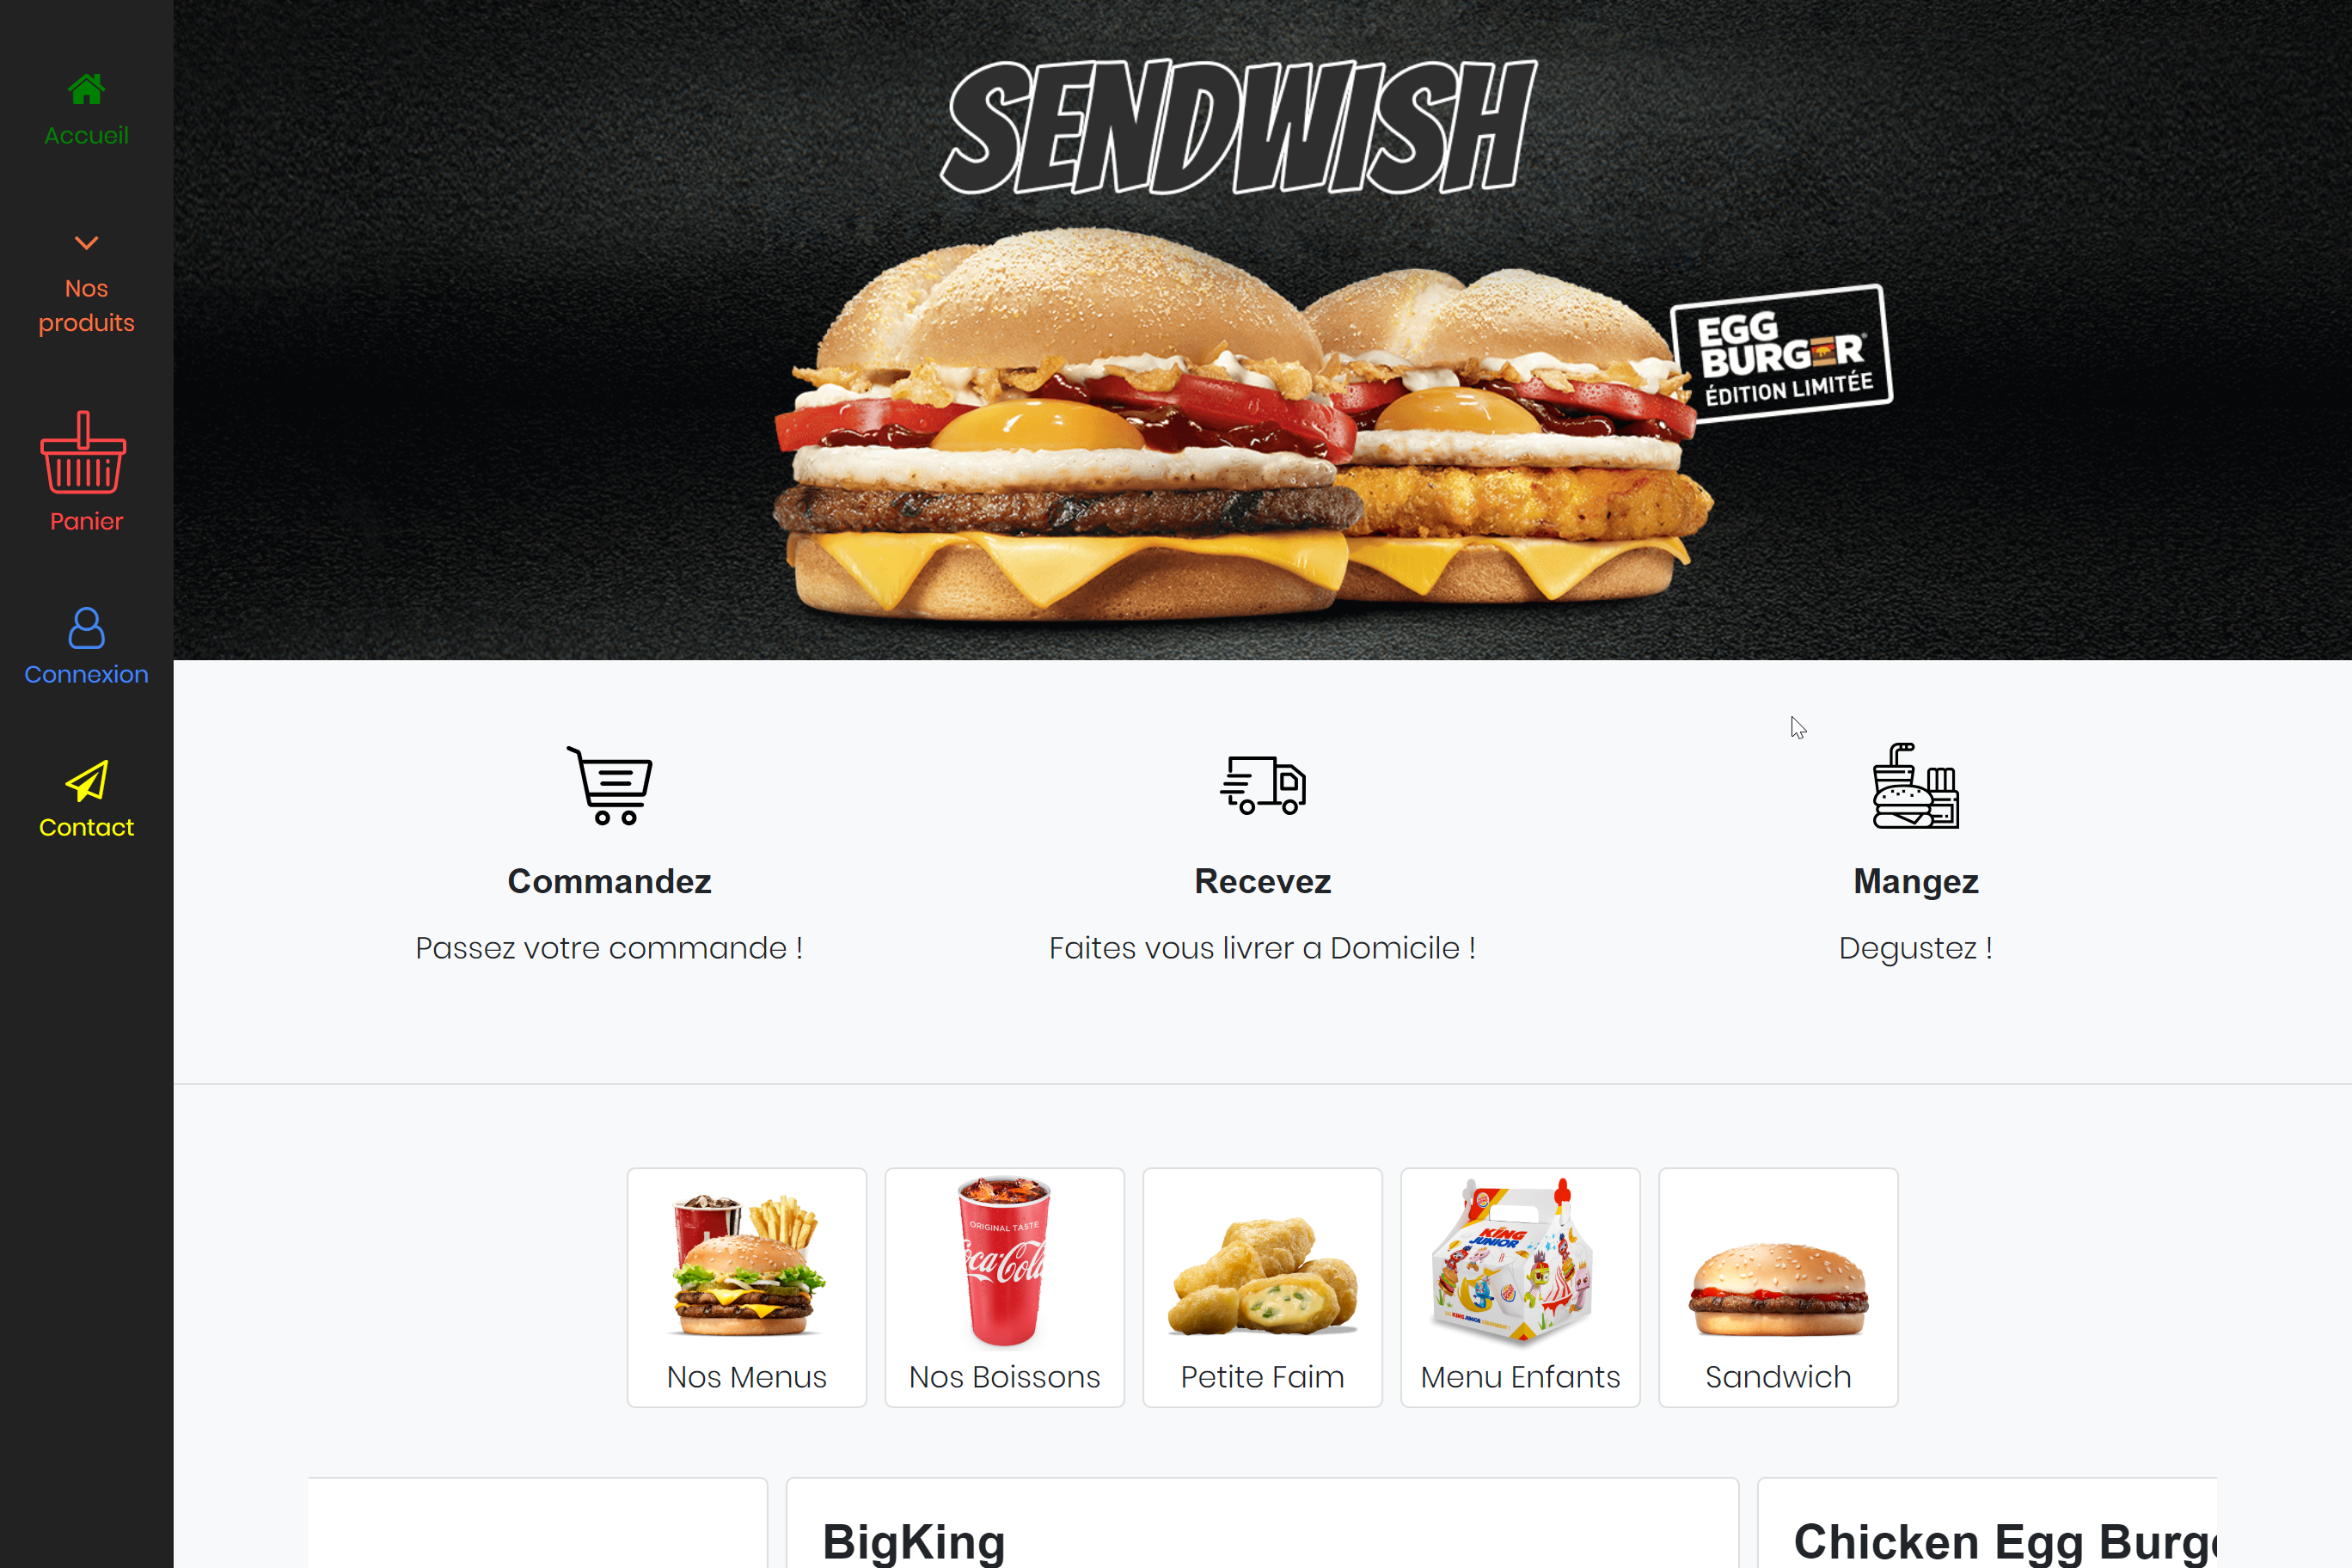 Accueil
Nos
produits
Panier
Connexion
Contact
SENDWISH
EGG
BURGER®
ÉDITION LIMITÉE
Commandez
Passez votre commande !
Recevez
Faites vous livrer a Domicile !
Mangez
Degustez !
ORIGINAL TASTE
Coca-Cola
KING
JUNIOR
Nos Menus
Nos Boissons
Petite Faim
Menu Enfants
Sandwich
BigKing
Chicken Egg Burge